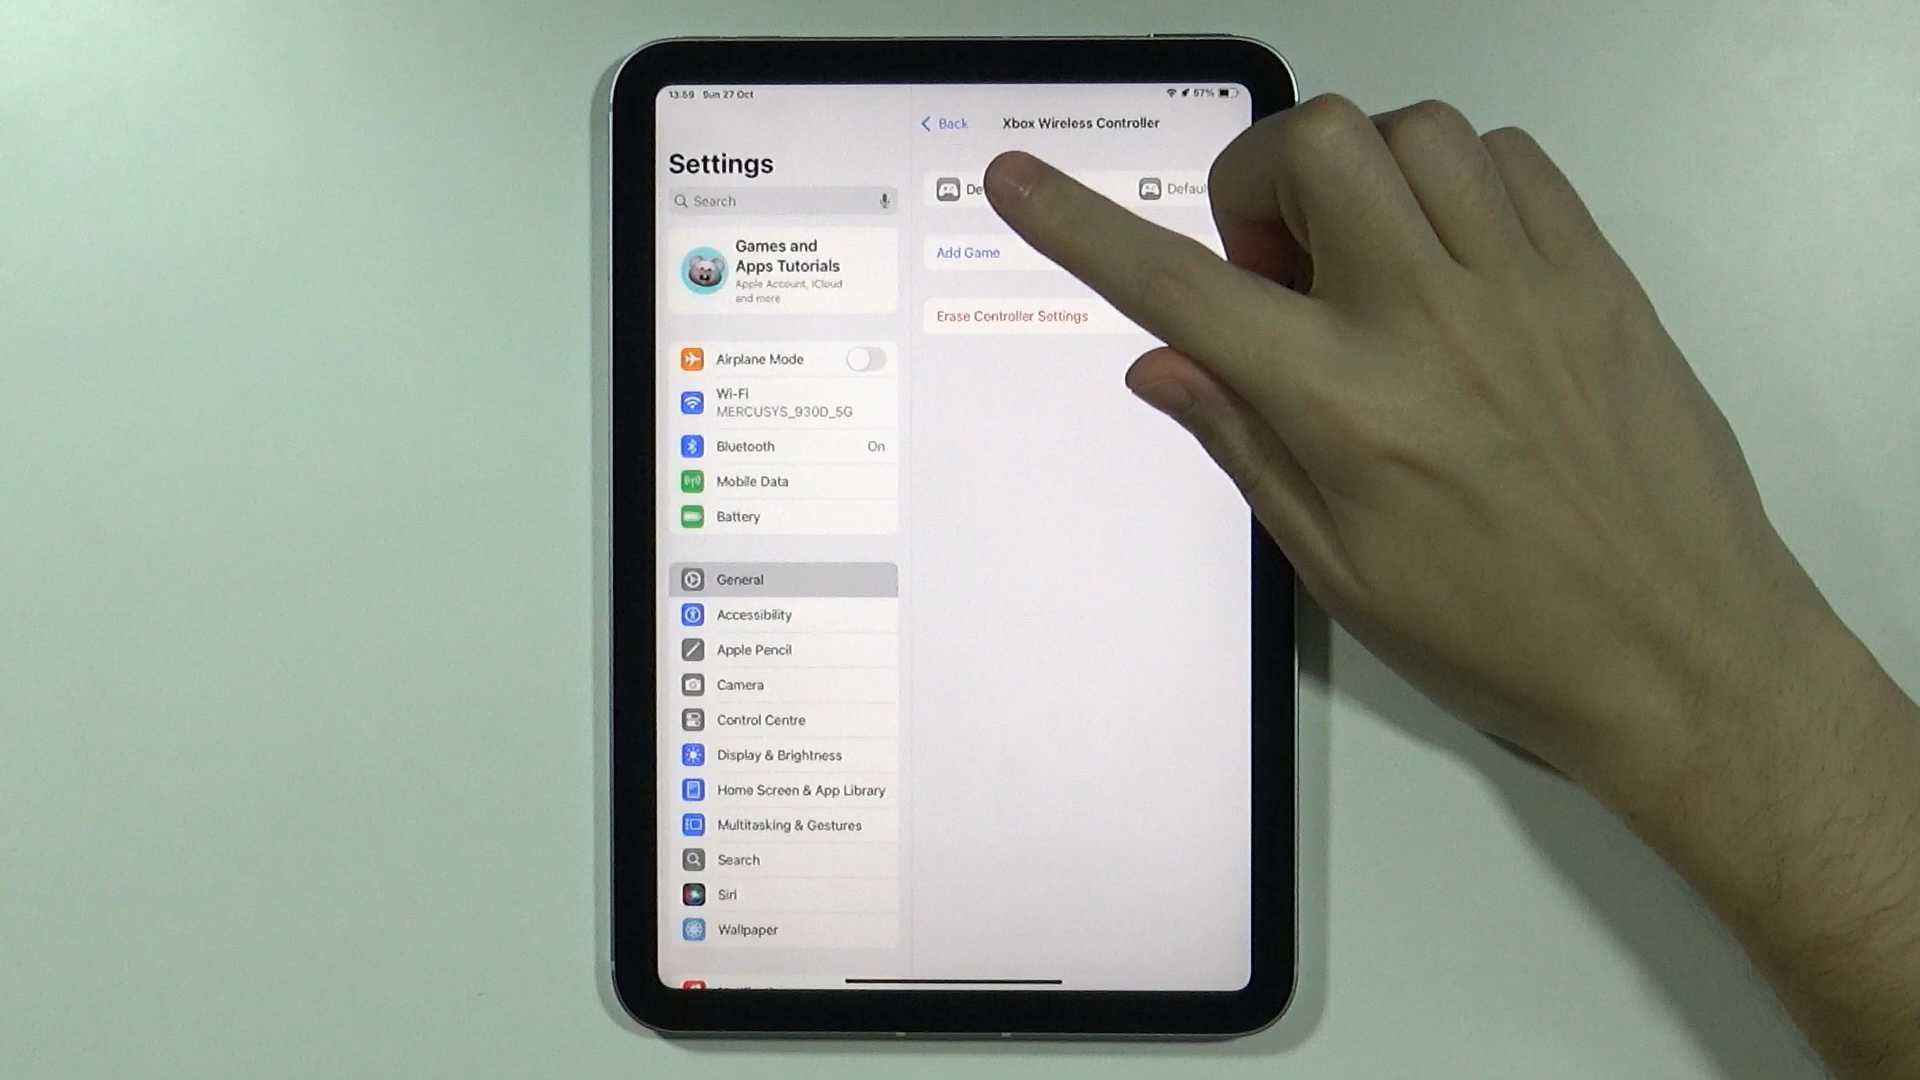 13:59 Sun 27 Oct
57%
Settings
Search
Games and
Apps Tutorials
Apple Account, iCloud
and more
Airplane Mode
Wi-Fi
MERCUSYS_930D_5G
Bluetooth On
Mobile Data
Battery
General
Accessibility
Apple Pencil
Camera
Control Centre
Display & Brightness
Home Screen & App Library
Multitasking & Gestures
Search
Siri
Wallpaper
Back
Xbox Wireless Controller
Add Game
Erase Controller Settings